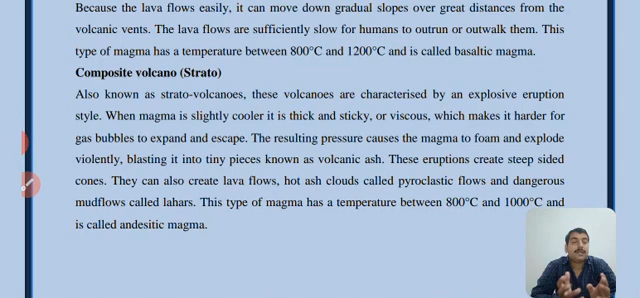 Because the lava flows easily, it can move down gradual slopes over great distances from the
volcanic vents. The lava flows are sufficiently slow for humans to outrun or outwalk them. This
type of magma has a temperature between 800°C and 1200°C and is called basaltic magma.
Composite volcano (Strato)
Also known as strato-volcanoes, these volcanoes are characterised by an explosive eruption
style. When magma is slightly cooler it is thick and sticky, or viscous, which makes it harder for
gas bubbles to expand and escape. The resulting pressure causes the magma to foam and explode
violently, blasting it into tiny pieces known as volcanic ash. These eruptions create steep sided
cones. They can also create lava flows, hot ash clouds called pyroclastic flows and dangerous
mudflows called lahars. This type of magma has a temperature between 800°C and 1000°C and
is called andesitic magma.